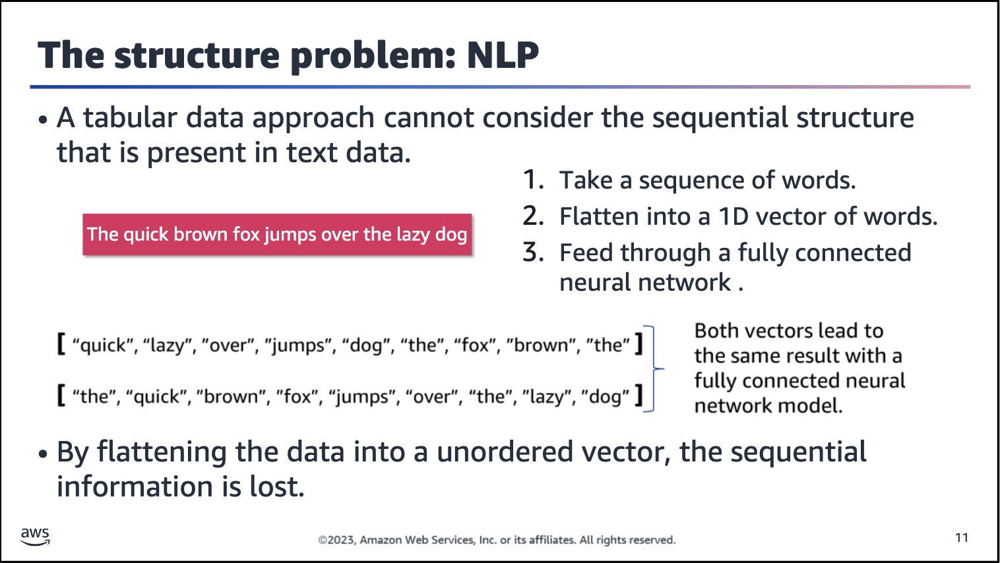 The structure problem: NLP
• A tabular data approach cannot consider the sequential structure
that is present in text data.
The quick brown fox jumps over the lazy dog
1. Take a sequence of words.
2. Flatten into a 1D vector of words.
3. Feed through a fully connected
neural network .
[ “quick”, “lazy”, ”over”, ”jumps”, “dog”, “the”, “fox”, ”brown”, ”the” ]
[ “the”, “quick”, ”brown”, ”fox”, “jumps”, “over”, “the”, ”lazy”, ”dog” ]
Both vectors lead to
the same result with a
fully connected neural
network model.
• By flattening the data into a unordered vector, the sequential
information is lost.
aws
©2023, Amazon Web Services, Inc. or its affiliates. All rights reserved.
11